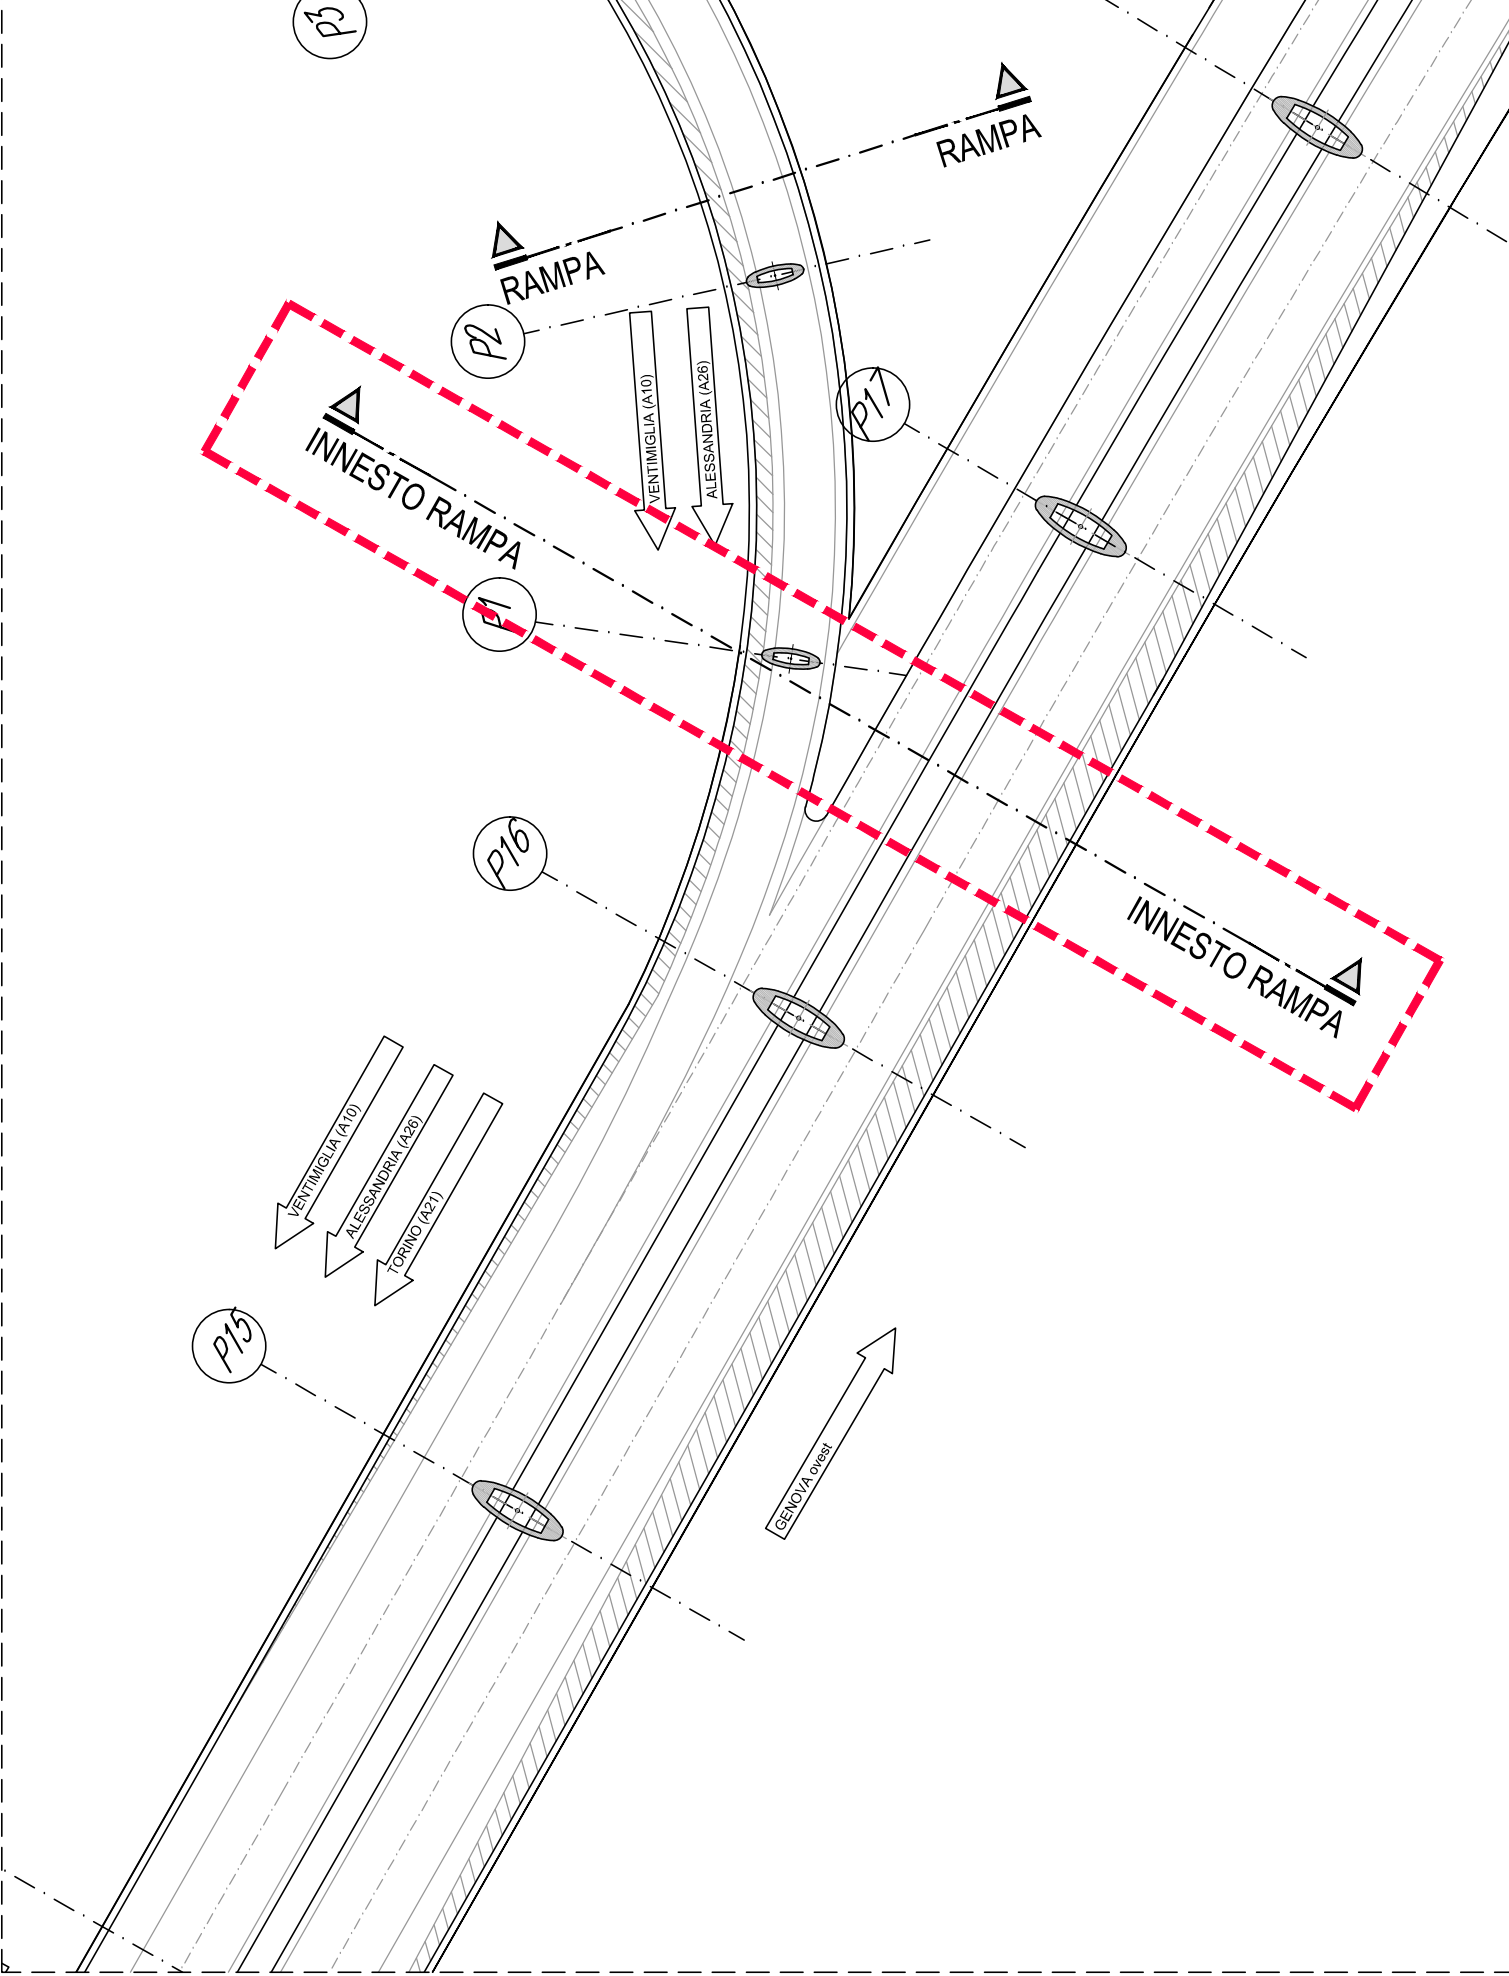 P3
RAMPA
RAMPA
P2
VENTIMIGLIA (A10)
ALESSANDRIA (A26)
P17
INNESTO RAMPA
P1
P16
INNESTO RAMPA
VENTIMIGLIA (A10)
ALESSANDRIA (A26)
TORINO (A21)
P15
GENOVA ovest